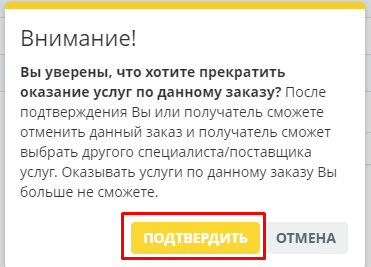 Внимание!
Вы уверены, что хотите прекратить
оказание услуг по данному заказу? После
подтверждения Вы или получатель сможете
отменить данный заказ и получатель сможет
выбрать другого специалиста/поставщика
услуг. Оказывать услуги по данному заказу Вы
больше не сможете.
ПОДТВЕРДИТЬ ОТМЕНА